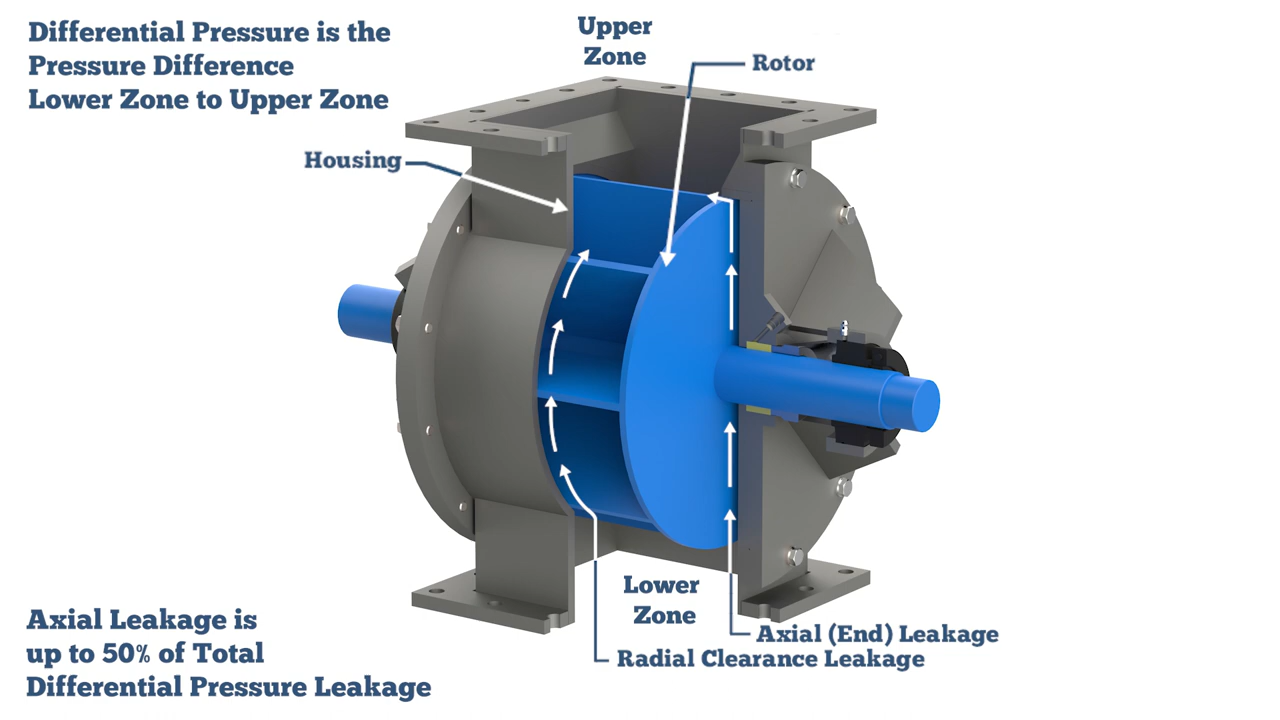 Differential Pressure is the
Pressure Difference
Lower Zone to Upper Zone
Upper
Zone
Rotor
Housing
Lower
Zone
Axial (End) Leakage
Radial Clearance Leakage
Axial Leakage is
up to 50% of Total
Differential Pressure Leakage